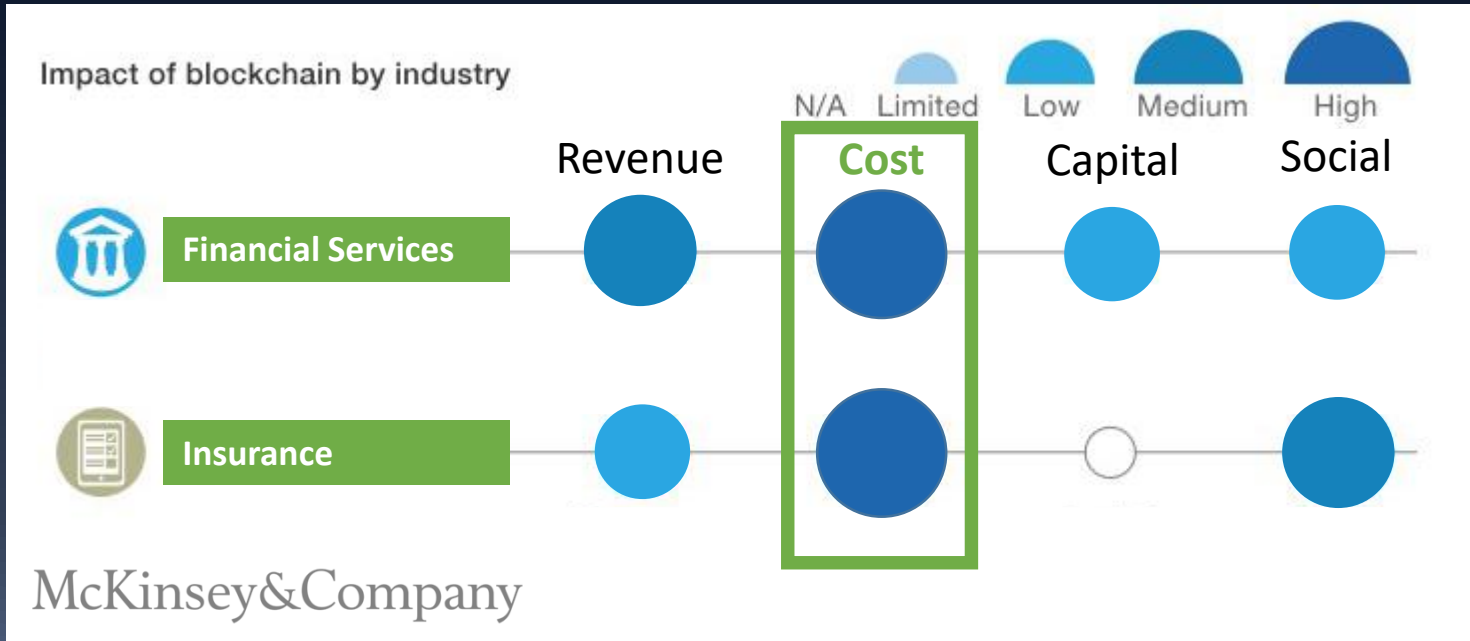 Impact of blockchain by industry
N/A Limited Low Medium High
Revenue Cost Capital Social
Financial Services
Insurance
McKinsey&Company